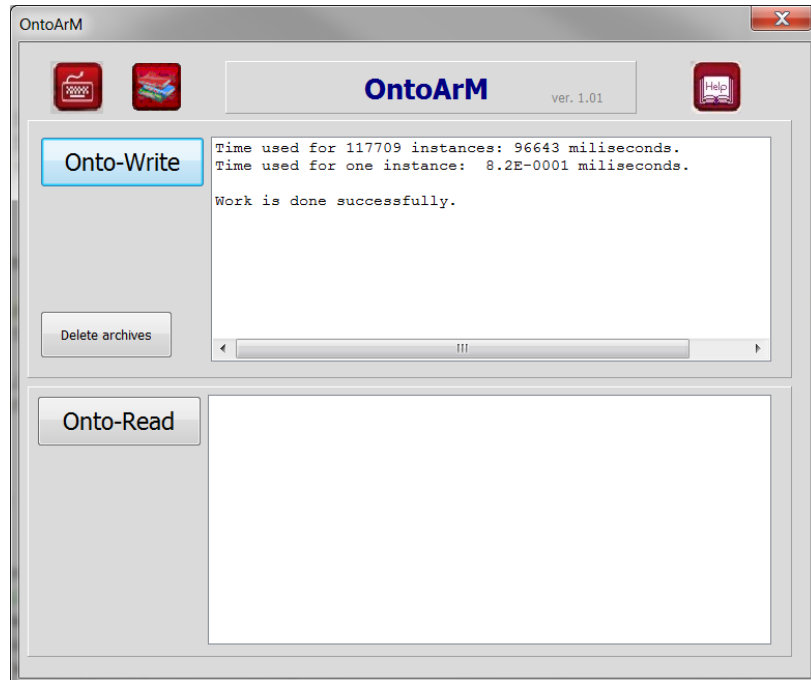 OntoArM
OntoArM ver. 1.01
Help
Onto-Write
Time used for 117709 instances: 96643 miliseconds.
Time used for one instance:  8.2E-0001 miliseconds.
Work is done successfully.
Delete archives
Onto-Read